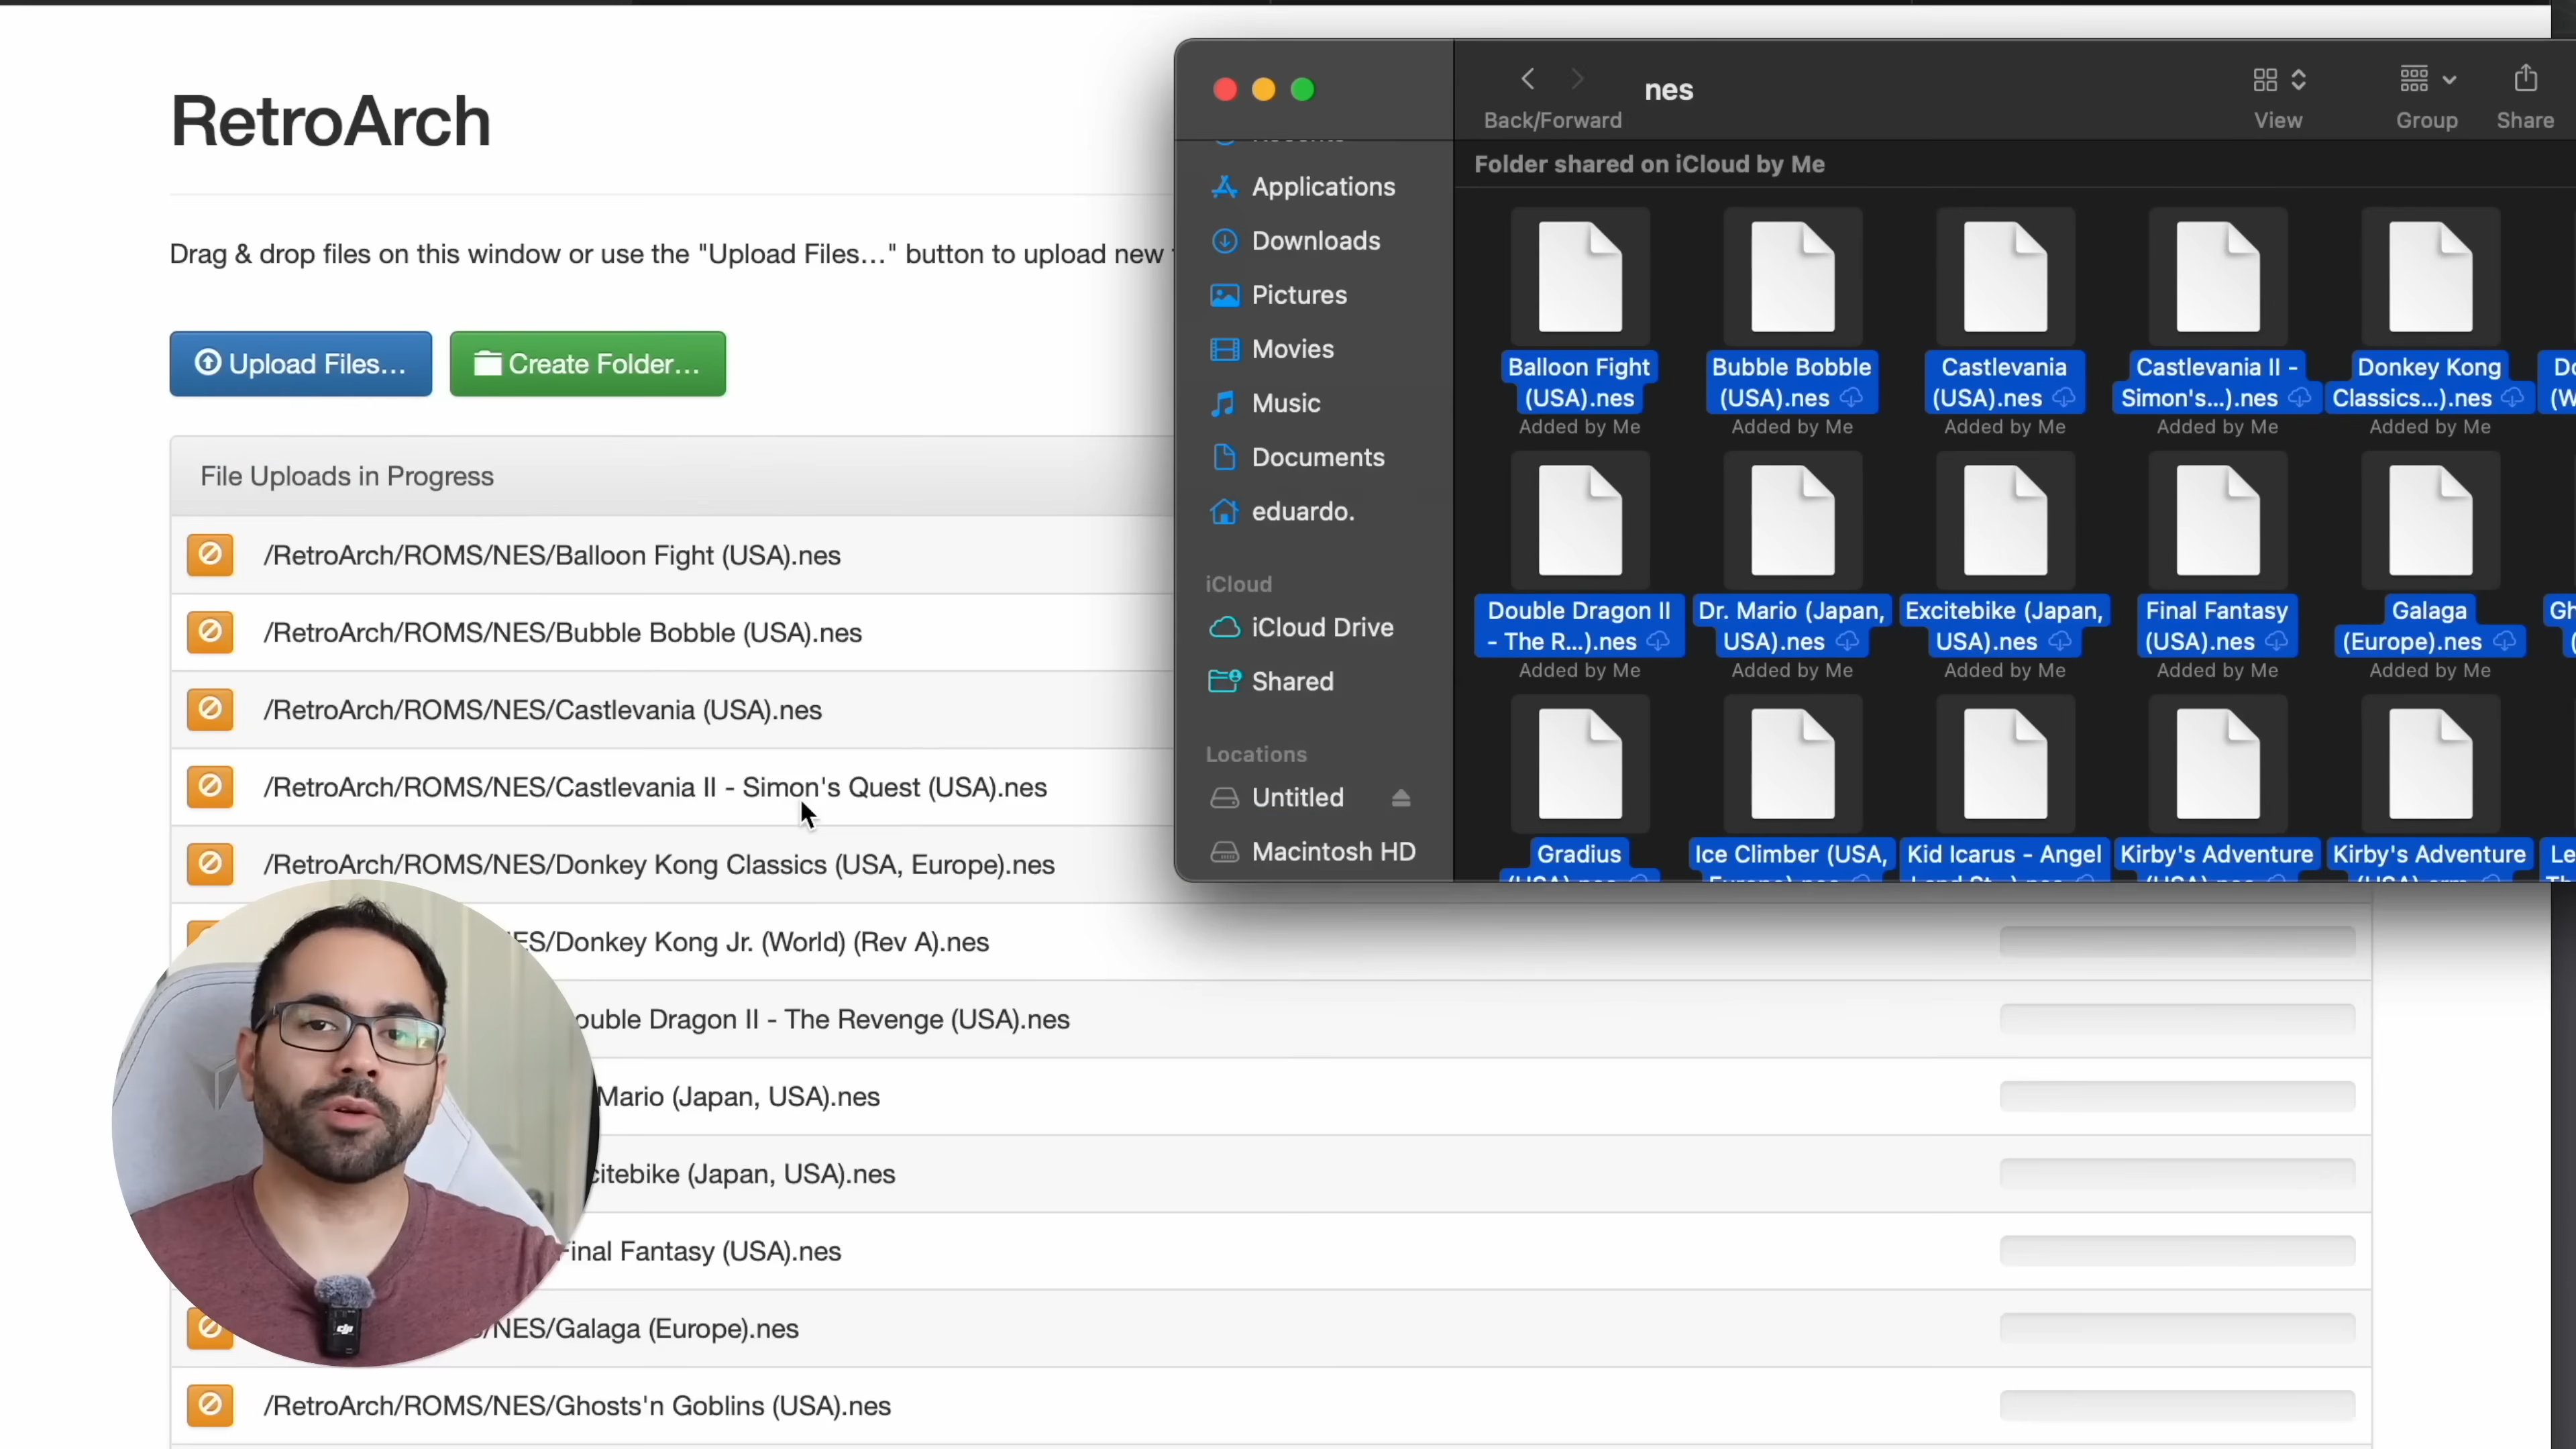 RetroArch
Drag & drop files on this window or use the "Upload Files…" button to upload new
Upload Files…
Create Folder…
File Uploads in Progress
/RetroArch/ROMS/NES/Balloon Fight (USA).nes
/RetroArch/ROMS/NES/Bubble Bobble (USA).nes
/RetroArch/ROMS/NES/Castlevania (USA).nes
/RetroArch/ROMS/NES/Castlevania II - Simon's Quest (USA).nes
/RetroArch/ROMS/NES/Donkey Kong Classics (USA, Europe).nes
ES/Donkey Kong Jr. (World) (Rev A).nes
ouble Dragon II - The Revenge (USA).nes
Mario (Japan, USA).nes
citebike (Japan, USA).nes
Final Fantasy (USA).nes
/NES/Galaga (Europe).nes
/RetroArch/ROMS/NES/Ghosts'n Goblins (USA).nes
dji
Back/Forward
nes
View
Group
Share
Applications
Downloads
Pictures
Movies
Music
Documents
eduardo.
iCloud
iCloud Drive
Shared
Locations
Untitled
Macintosh HD
Folder shared on iCloud by Me
Balloon Fight
(USA).nes
Added by Me
Bubble Bobble
(USA).nes
Added by Me
Castlevania
(USA).nes
Added by Me
Castlevania II -
Simon's...).nes
Added by Me
Donkey Kong
Classics...).nes
Added by Me
Do
(W
Double Dragon II
- The R...).nes
Added by Me
Dr. Mario (Japan,
USA).nes
Added by Me
Excitebike (Japan,
USA).nes
Added by Me
Final Fantasy
(USA).nes
Added by Me
Galaga
(Europe).nes
Added by Me
Gh
Gradius
Ice Climber (USA,
Kid Icarus - Angel
Kirby's Adventure
Kirby's Adventure
Le